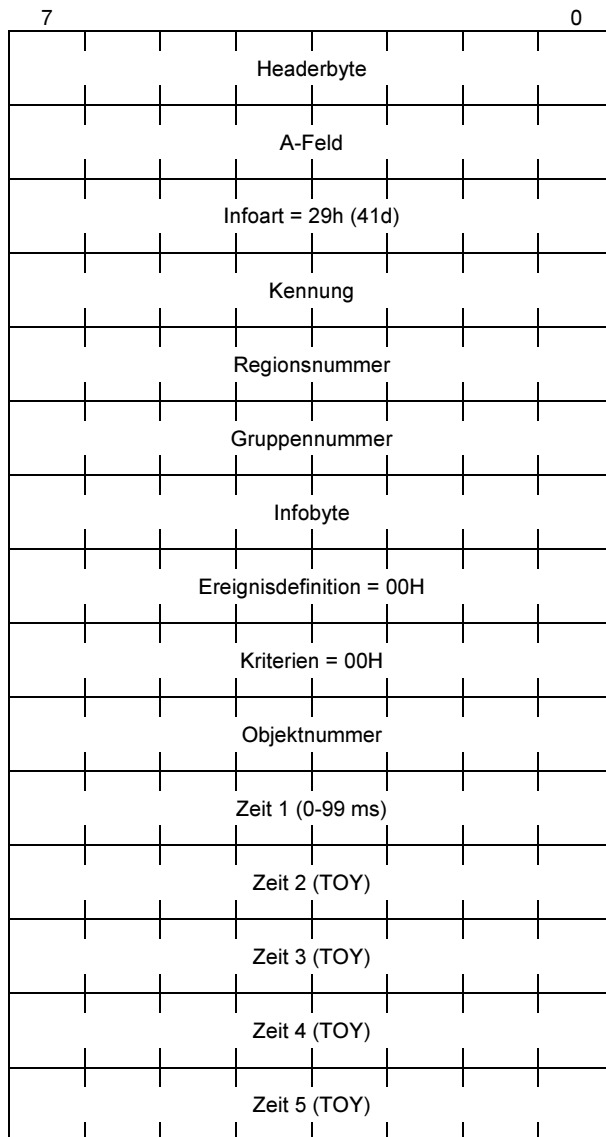 7 0
Headerbyte
A-Feld
Infoart = 29h (41d)
Kennung
Regionsnummer
Gruppennummer
Infobyte
Ereignisdefinition = 00H
Kriterien = 00H
Objektnummer
Zeit 1 (0-99 ms)
Zeit 2 (TOY)
Zeit 3 (TOY)
Zeit 4 (TOY)
Zeit 5 (TOY)